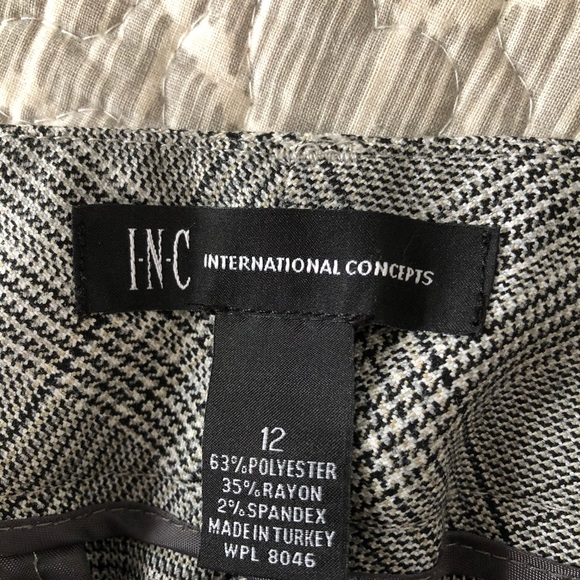 I·N·C INTERNATIONAL CONCEPTS
12
63%POLYESTER
35%RAYON
2%SPANDEX
MADE IN TURKEY
WPL 8046